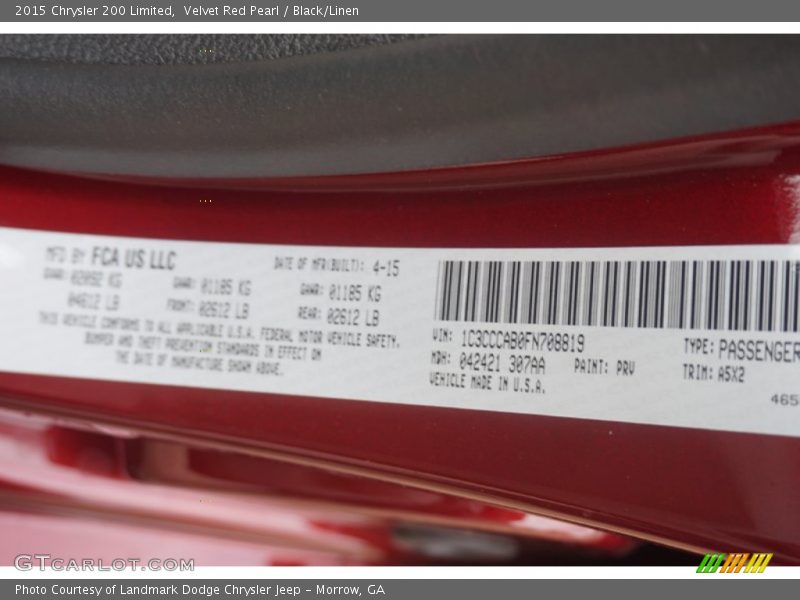 2015 Chrysler 200 Limited, Velvet Red Pearl / Black/Linen
MFD BY FCA US LLC
DATE OF MFR(BUILT): 4-15
GVWR: 02092 KG
GAWR: 01185 KG
GAWR: 01185 KG
04612 LB
FRONT: 02612 LB
REAR: 02612 LB
THIS VEHICLE CONFORMS TO ALL APPLICABLE U.S.A. FEDERAL MOTOR VEHICLE SAFETY,
BUMPER AND THEFT PREVENTION STANDARDS IN EFFECT ON
THE DATE OF MANUFACTURE SHOWN ABOVE.
VIN: 1C3CCCAB0FN708819
TYPE: PASSENGER
MDH: 042421 307AA
PAINT: PRV
TRIM: A5X2
VEHICLE MADE IN U.S.A.
465
GTcarlot.com
Photo Courtesy of Landmark Dodge Chrysler Jeep – Morrow, GA